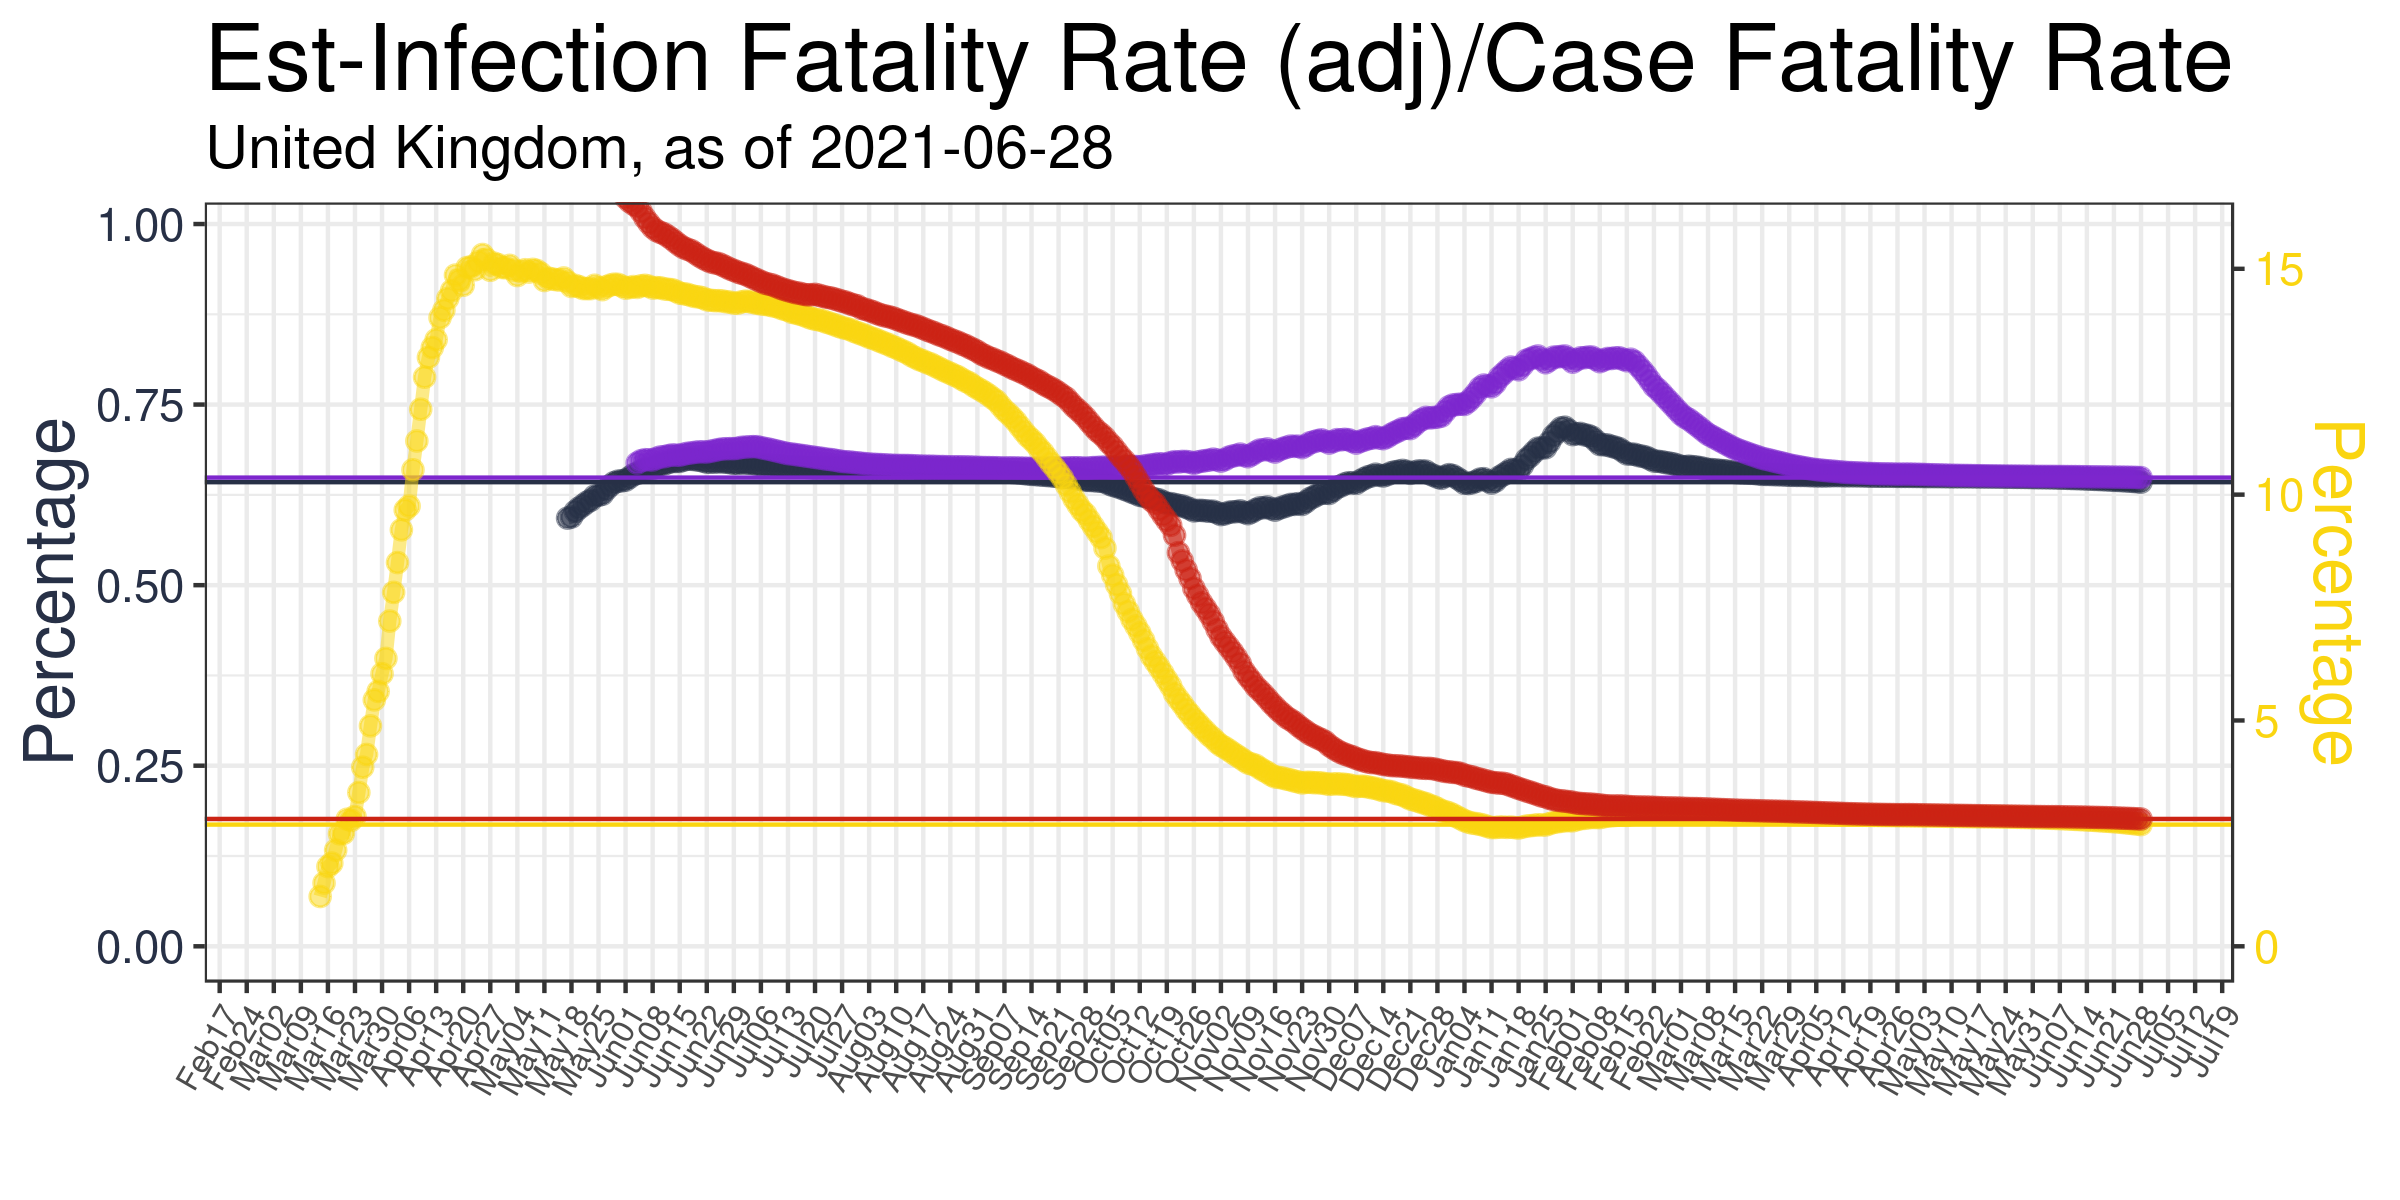 Est-Infection Fatality Rate (adj)/Case Fatality Rate
United Kingdom, as of 2021-06-28
Percentage
1.00
0.75
0.50
0.25
0.00
15
10
5
0
Percentage
Feb17
Feb24
Mar02
Mar09
Mar16
Mar23
Mar30
Apr06
Apr13
Apr20
Apr27
May04
May11
May18
May25
Jun01
Jun08
Jun15
Jun22
Jun29
Jul06
Jul13
Jul20
Jul27
Aug03
Aug10
Aug17
Aug24
Aug31
Sep07
Sep14
Sep21
Sep28
Oct05
Oct12
Oct19
Oct26
Nov02
Nov09
Nov16
Nov23
Nov30
Dec07
Dec14
Dec21
Dec28
Jan11
Jan18
Jan25
Feb01
Feb08
Feb15
Feb22
Mar01
Mar08
Mar15
Mar22
Mar29
Apr05
Apr12
Apr19
Apr26
May03
May10
May17
May24
May31
Jun14
Jun21
Jun28
Jul12
Jul19